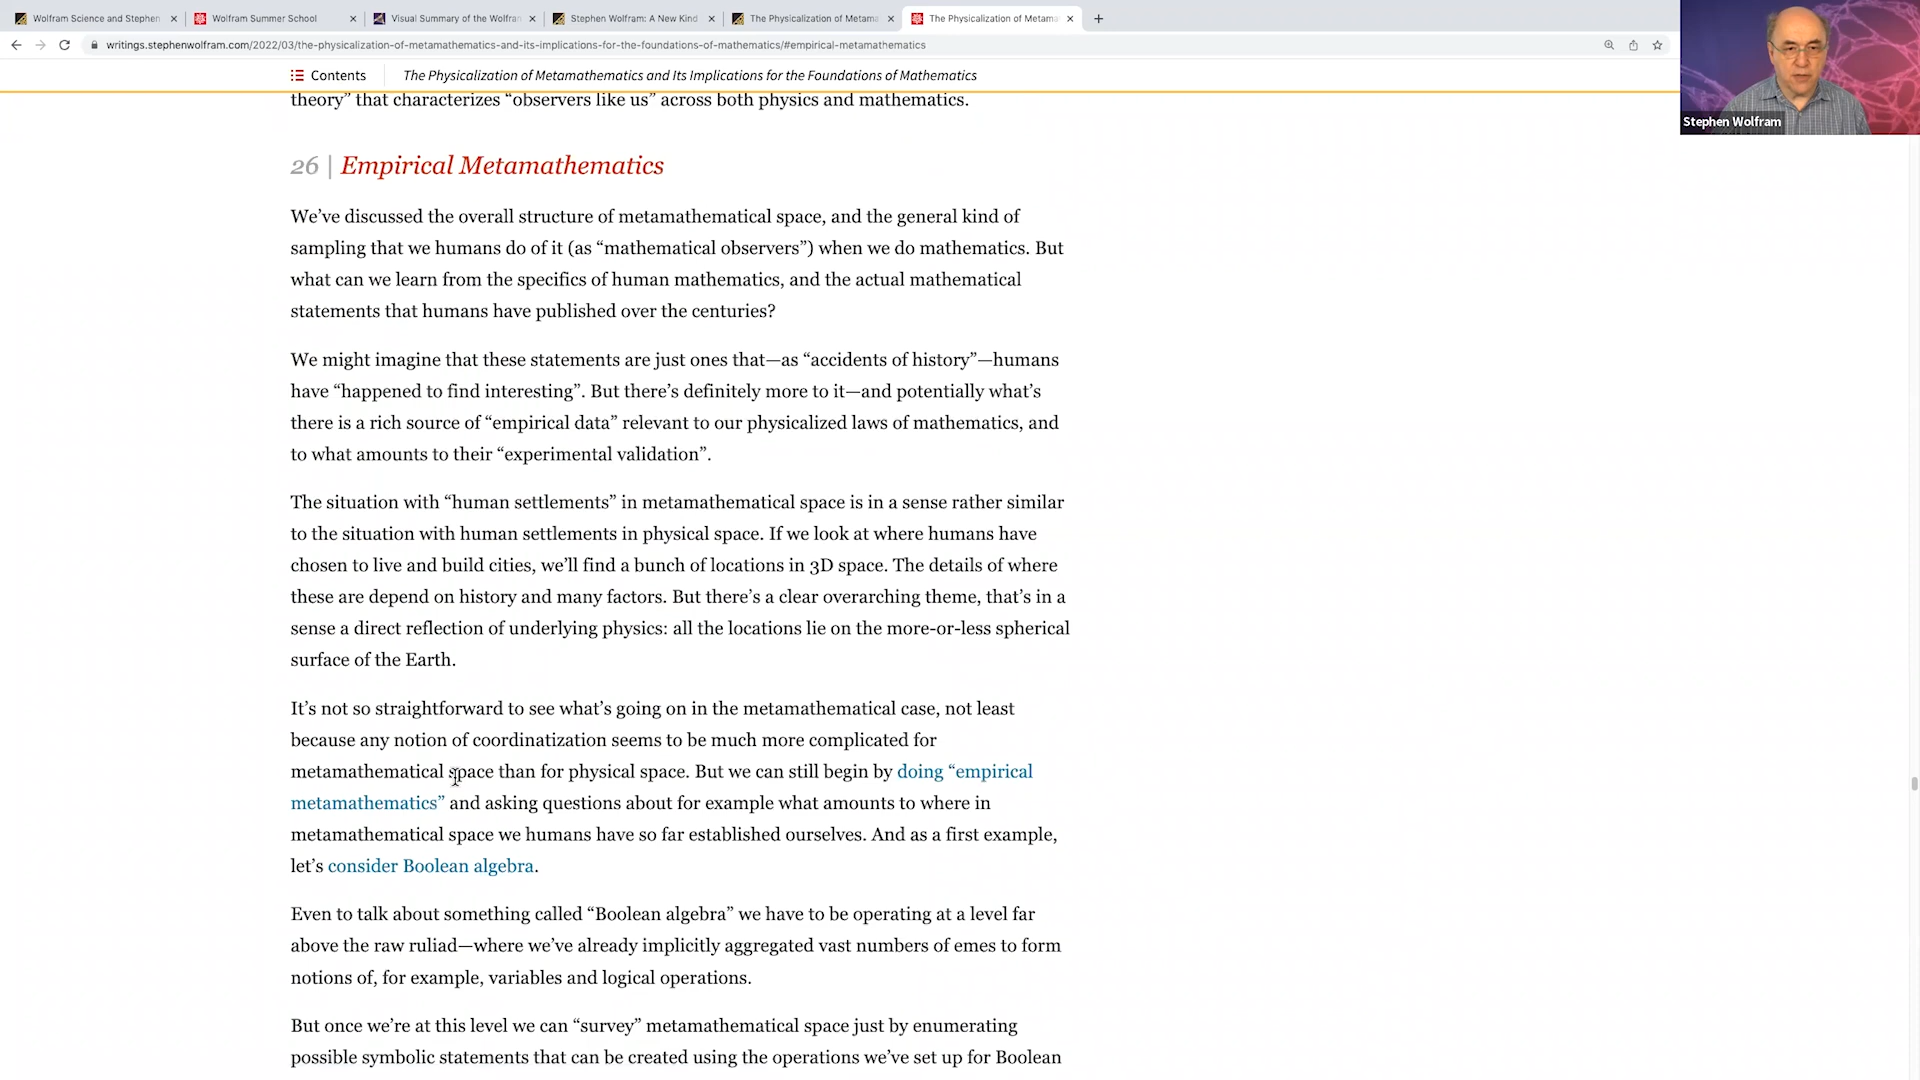 Wolfram Science and Stephen
Wolfram Summer School
Visual Summary of the Wolfran
Stephen Wolfram: A New Kind
The Physicalization of Metama
The Physicalization of Metama
writings.stephenwolfram.com/2022/03/the-physicalization-of-metamathematics-and-its-implications-for-the-foundations-of-mathematics/#empirical-metamathematics
Contents
The Physicalization of Metamathematics and Its Implications for the Foundations of Mathematics
Stephen Wolfram
theory” that characterizes “observers like us” across both physics and mathematics.
26 | Empirical Metamathematics
We’ve discussed the overall structure of metamathematical space, and the general kind of
sampling that we humans do of it (as “mathematical observers”) when we do mathematics. But
what can we learn from the specifics of human mathematics, and the actual mathematical
statements that humans have published over the centuries?
We might imagine that these statements are just ones that—as “accidents of history”—humans
have “happened to find interesting”. But there’s definitely more to it—and potentially what’s
there is a rich source of “empirical data” relevant to our physicalized laws of mathematics, and
to what amounts to their “experimental validation”.
The situation with “human settlements” in metamathematical space is in a sense rather similar
to the situation with human settlements in physical space. If we look at where humans have
chosen to live and build cities, we’ll find a bunch of locations in 3D space. The details of where
these are depend on history and many factors. But there’s a clear overarching theme, that’s in a
sense a direct reflection of underlying physics: all the locations lie on the more-or-less spherical
surface of the Earth.
It’s not so straightforward to see what’s going on in the metamathematical case, not least
because any notion of coordinatization seems to be much more complicated for
metamathematical space than for physical space. But we can still begin by doing “empirical
metamathematics” and asking questions about for example what amounts to where in
metamathematical space we humans have so far established ourselves. And as a first example,
let’s consider Boolean algebra.
Even to talk about something called “Boolean algebra” we have to be operating at a level far
above the raw ruliad—where we’ve already implicitly aggregated vast numbers of emes to form
notions of, for example, variables and logical operations.
But once we’re at this level we can “survey” metamathematical space just by enumerating
possible symbolic statements that can be created using the operations we’ve set up for Boolean